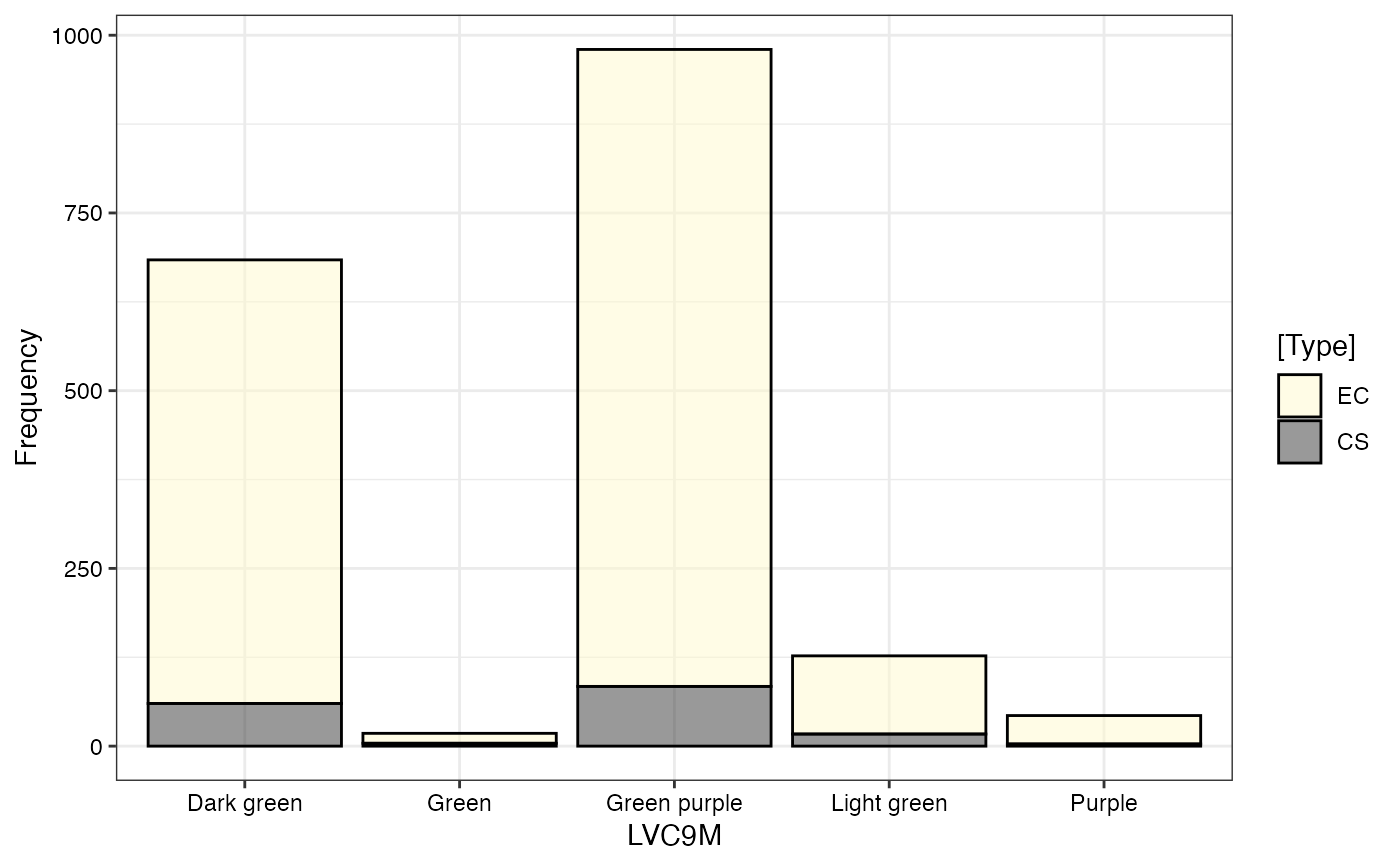 1000
750
500
250
0
Frequency
Dark green
Green
Green purple
Light green
Purple
LVC9M
[Type]
EC
CS